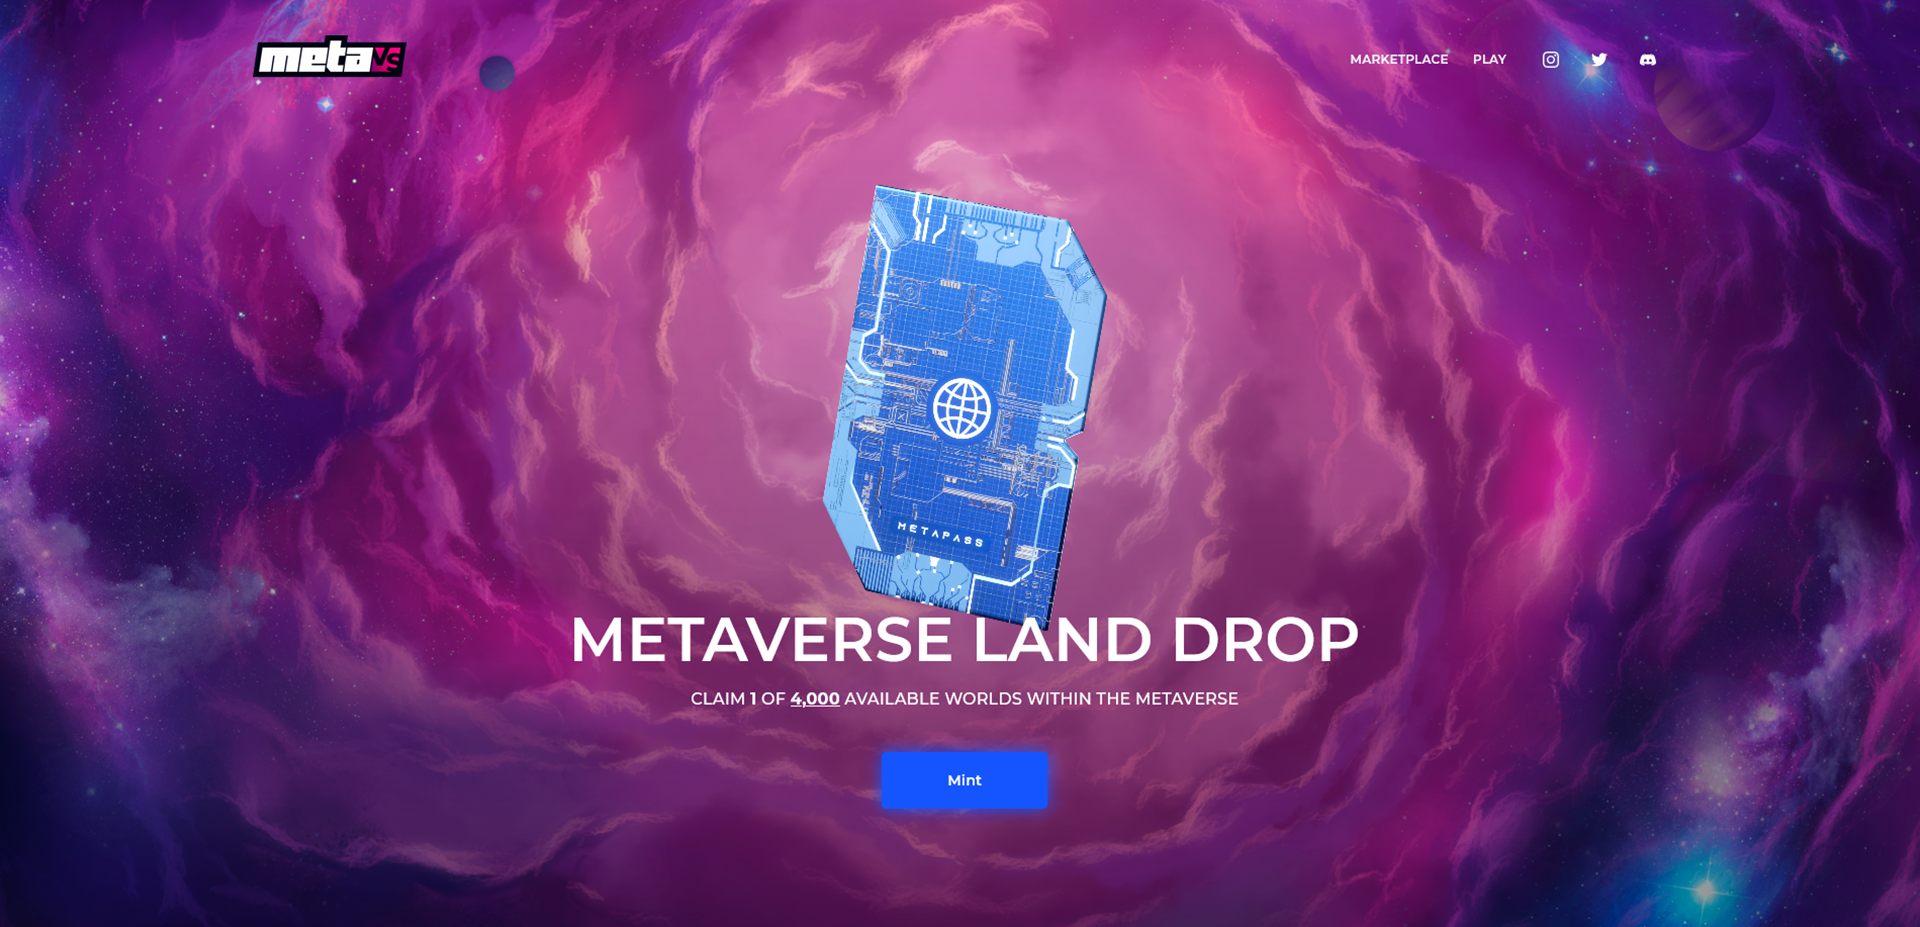 metavs
MARKETPLACE PLAY
METAPASS
METAVERSE LAND DROP
CLAIM 1 OF 4,000 AVAILABLE WORLDS WITHIN THE METAVERSE
Mint